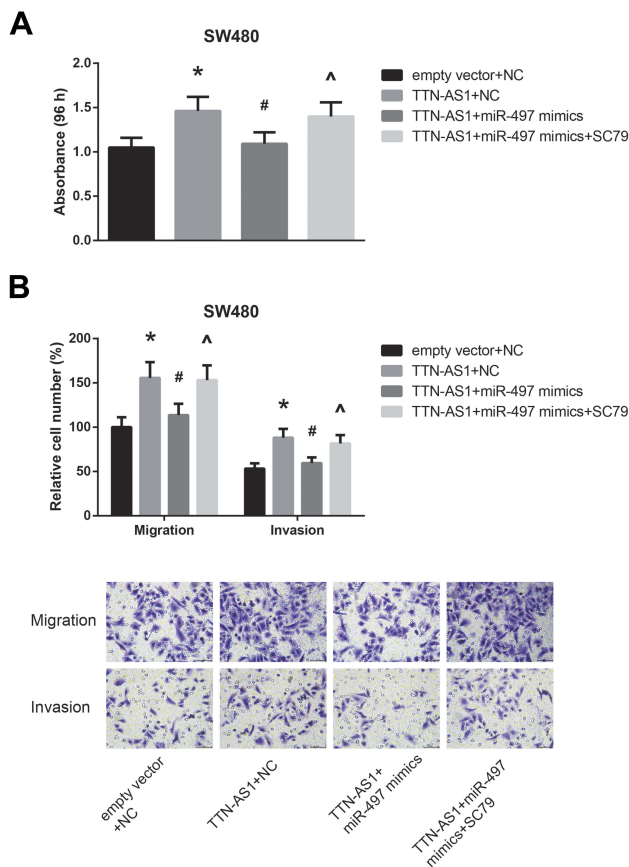 A
SW480
Absorbance (96 h)
2.0
1.5
1.0
0.5
0.0
*
#
^
empty vector+NC
TTN-AS1+NC
TTN-AS1+miR-497 mimics
TTN-AS1+miR-497 mimics+SC79
B
SW480
Relative cell number (%)
200
150
100
50
0
*
#
^
*
#
^
Migration
Invasion
empty vector+NC
TTN-AS1+NC
TTN-AS1+miR-497 mimics
TTN-AS1+miR-497 mimics+SC79
Migration
Invasion
empty vector
+NC
TTN-AS1+NC
TTN-AS1+
miR-497 mimics
TTN-AS1+miR-497
mimics+SC79